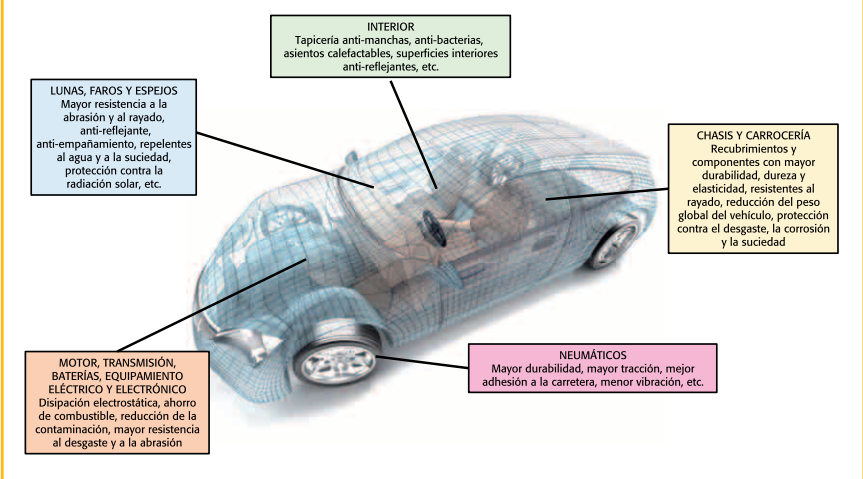 INTERIOR
Tapicería anti-manchas, anti-bacterias,
asientos calefactables, superficies interiores
anti-reflejantes, etc.
LUNAS, FAROS Y ESPEJOS
Mayor resistencia a la
abrasión y al rayado,
anti-reflejante,
anti-empañamiento, repelentes
al agua y a la suciedad,
protección contra la
radiación solar, etc.
CHASIS Y CARROCERÍA
Recubrimientos y
componentes con mayor
durabilidad, dureza y
elasticidad, resistentes al
rayado, reducción del peso
global del vehículo, protección
contra el desgaste, la corrosión
y la suciedad
MOTOR, TRANSMISIÓN,
BATERÍAS, EQUIPAMIENTO
ELÉCTRICO Y ELECTRÓNICO
Disipación electrostática, ahorro
de combustible, reducción de la
contaminación, mayor resistencia
al desgaste y a la abrasión
NEUMÁTICOS
Mayor durabilidad, mayor tracción, mejor
adhesión a la carretera, menor vibración, etc.